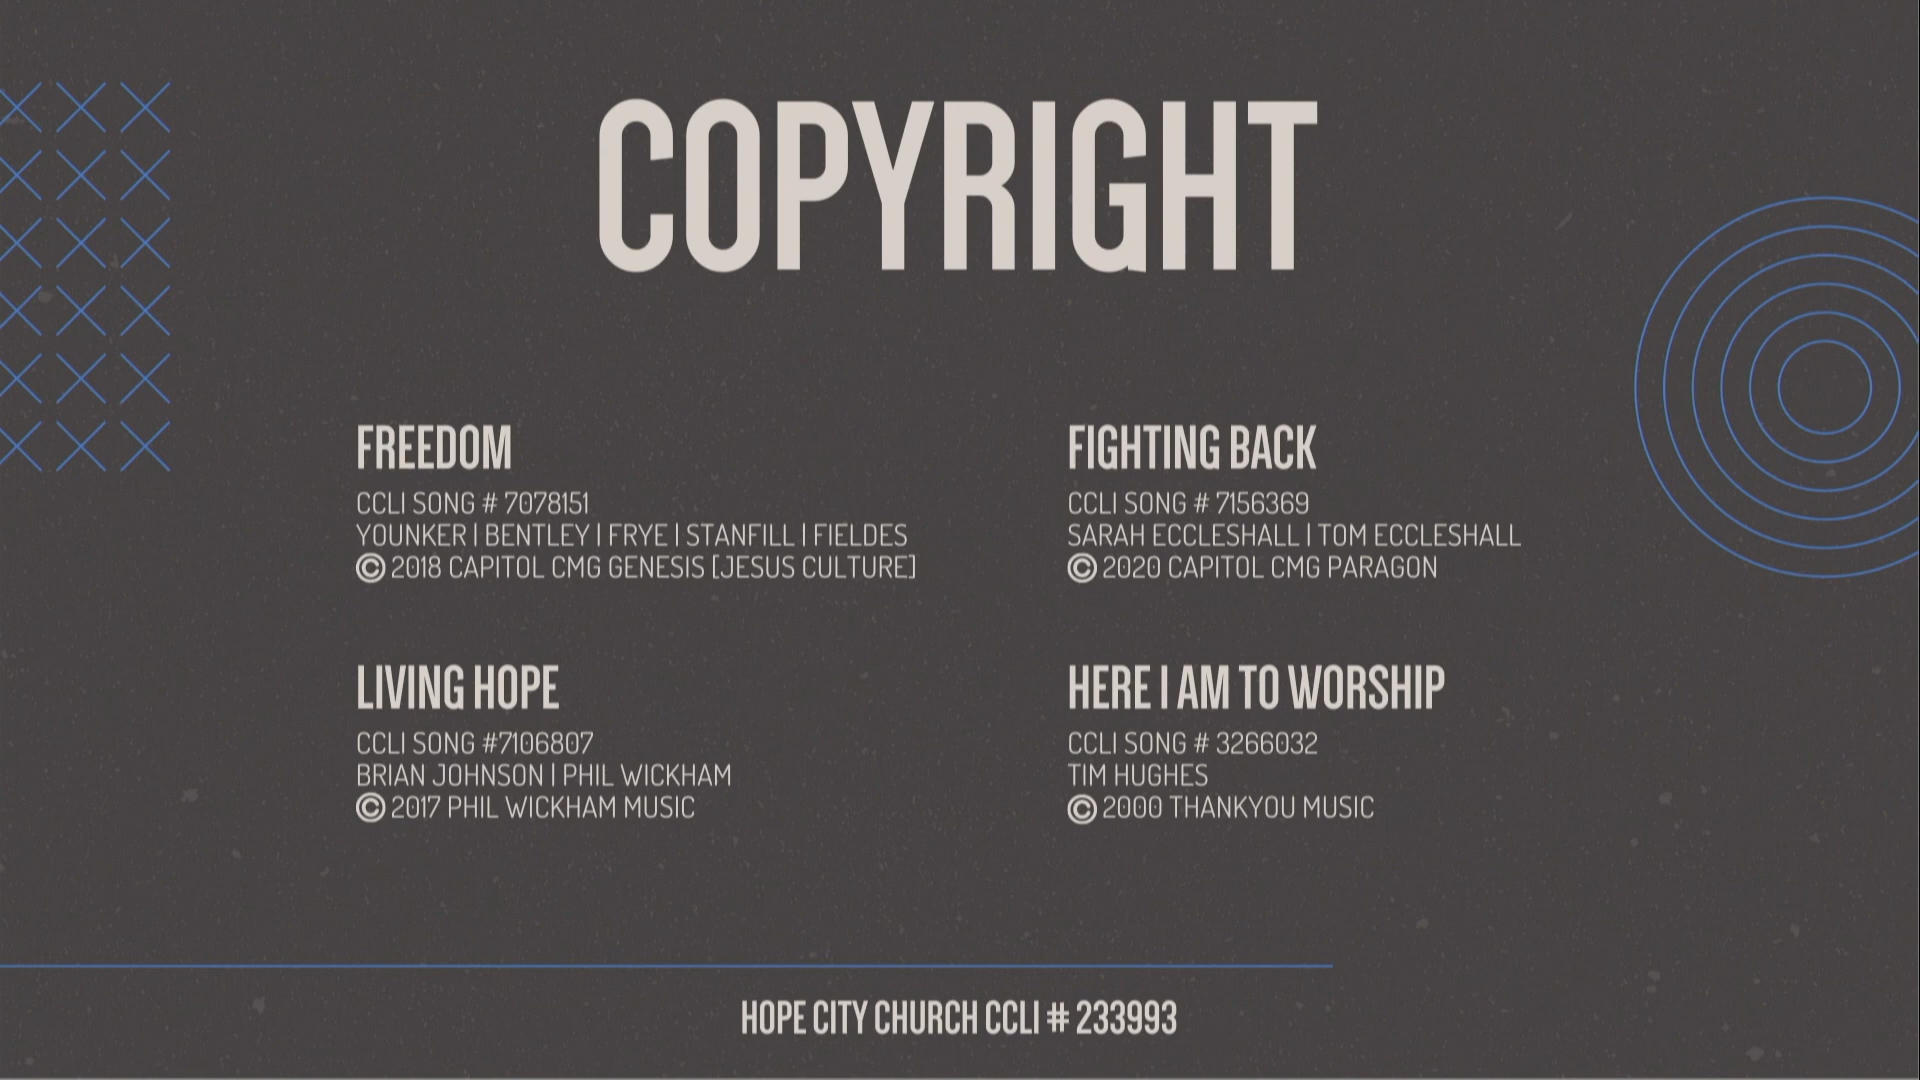 COPYRIGHT
FREEDOM
CCLI SONG # 7078151
YOUNKER | BENTLEY | FRYE | STANFILL | FIELDES
© 2018 CAPITOL CMG GENESIS [JESUS CULTURE]
FIGHTING BACK
CCLI SONG # 7156369
SARAH ECCLESHALL | TOM ECCLESHALL
© 2020 CAPITOL CMG PARAGON
LIVING HOPE
CCLI SONG #7106807
BRIAN JOHNSON | PHIL WICKHAM
© 2017 PHIL WICKHAM MUSIC
HERE I AM TO WORSHIP
CCLI SONG # 3266032
TIM HUGHES
© 2000 THANKYOU MUSIC
HOPE CITY CHURCH CCLI # 233993